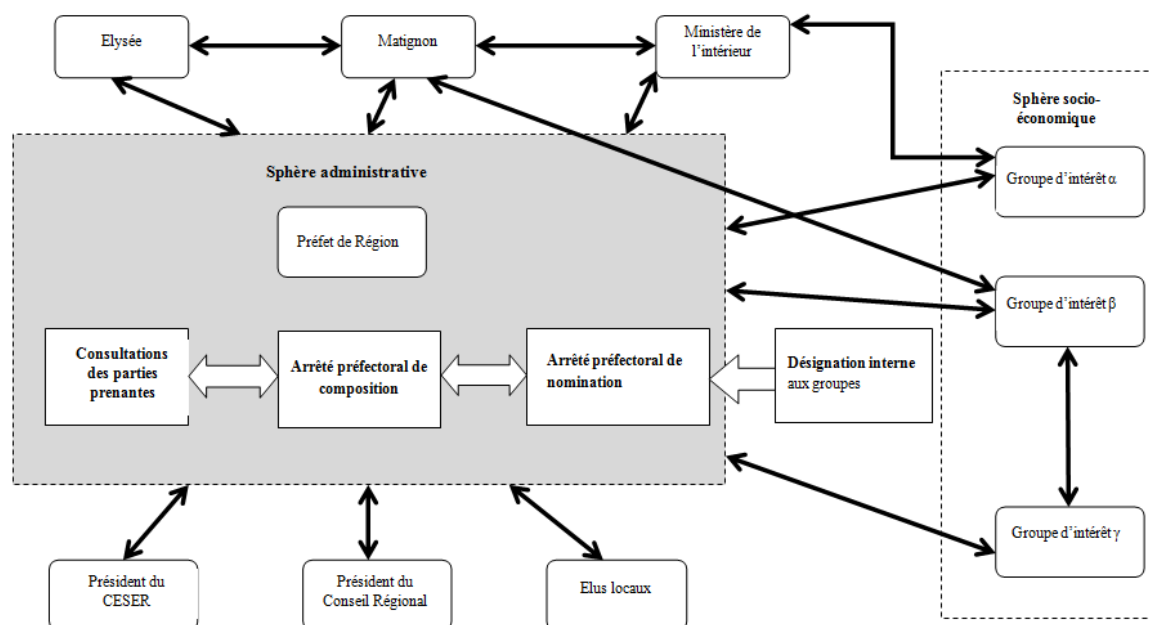 Elysée
Matignon
Ministère de
l'intérieur
Sphère socio-
économique
Sphère administrative
Groupe d'intérêt α
Préfet de Région
Groupe d'intérêt β
Consultations
des parties
prenantes
Arrêté préfectoral de
composition
Arrêté préfectoral de
nomination
Désignation interne
aux groupes
Groupe d'intérêt γ
Président du
CESER
Président du
Conseil Régional
Elus locaux